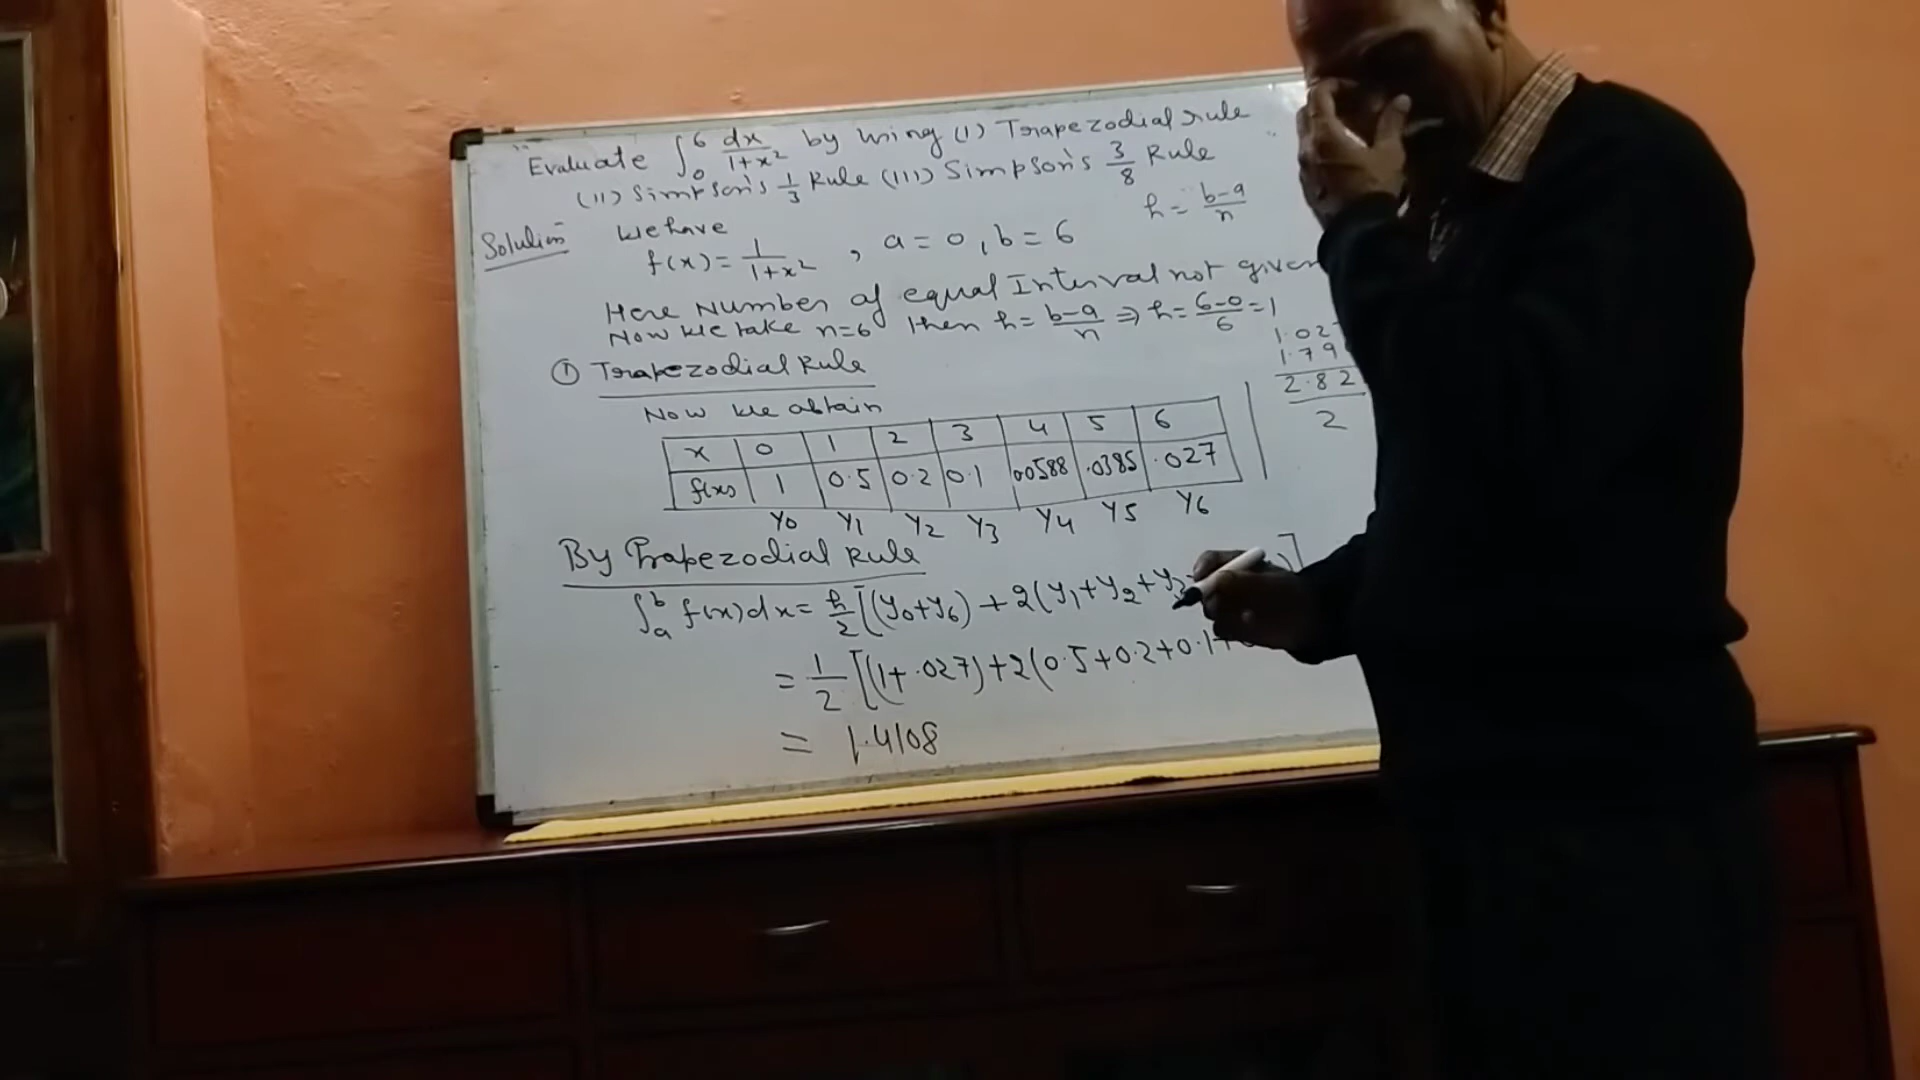 "Evaluate ∫₀⁶ dx/1+x² by using (I) Trapezodial rule
(II) Simpson's 1/3 Rule (III) Simpson's 3/8 Rule
Solution We have h = b-a/n
f(x) = 1/1+x² , a = 0, b = 6
Here Number of equal Interval not given
Now We take n=6 then h = b-a/n ⇒ h = 6-0/6 = 1
① Trapezodial Rule
Now We obtain
x 0 1 2 3 4 5 6
f(x) 1 0.5 0.2 0.1 0.0588 .0385 .027
Y0 Y1 Y2 Y3 Y4 Y5 Y6
1.02
1.79
2.82
2
By Trapezodial Rule
∫ₐᵇ f(x)dx = h/2 [(y0+y6) + 2(y1+y2+y3 )]
= 1/2 [(1+.027)+2(0.5+0.2+0.1+
= 1.4108